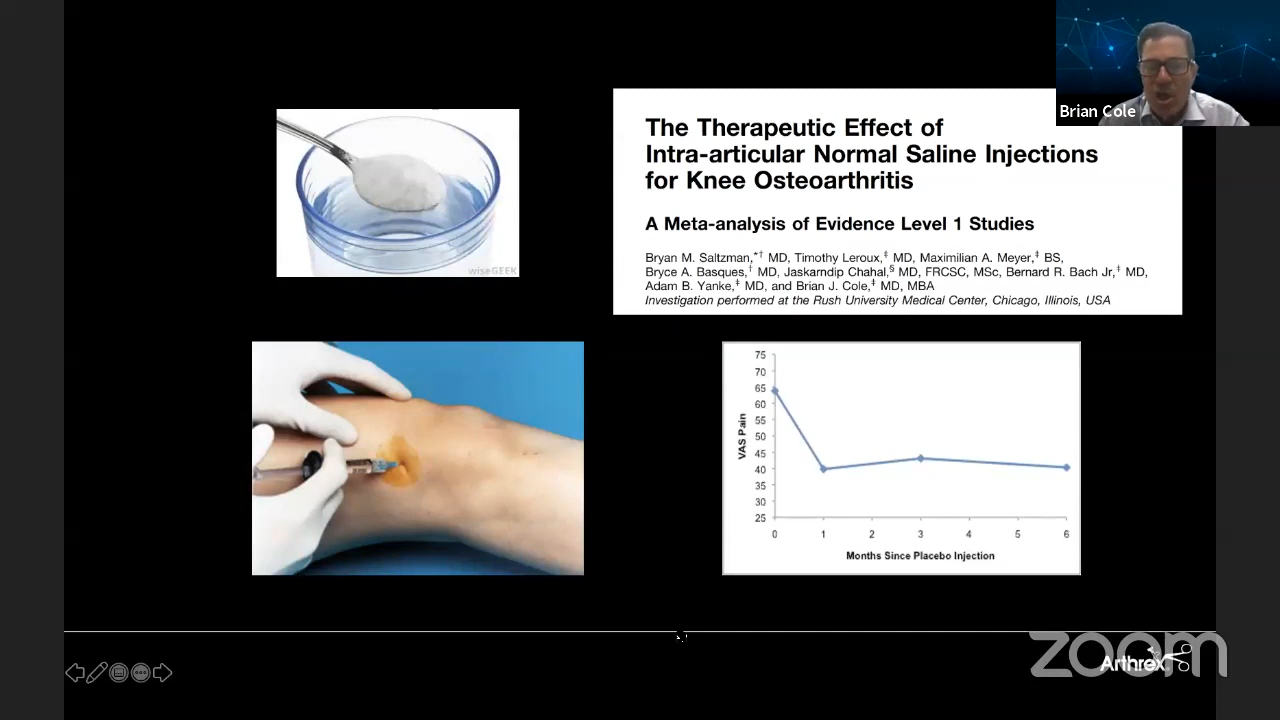 Brian Cole
The Therapeutic Effect of
Intra-articular Normal Saline Injections
for Knee Osteoarthritis
A Meta-analysis of Evidence Level 1 Studies
Bryan M. Saltzman,*† MD, Timothy Leroux,‡ MD, Maximilian A. Meyer,‡ BS,
Bryce A. Basques,† MD, Jaskarndip Chahal,§ MD, FRCSC, MSc, Bernard R. Bach Jr,‡ MD,
Adam B. Yanke,‡ MD, and Brian J. Cole,‡ MD, MBA
Investigation performed at the Rush University Medical Center, Chicago, Illinois, USA
wiseGEEK
75
70
65
60
55
50
45
40
35
30
25
VAS Pain
0 1 2 3 4 5 6
Months Since Placebo Injection
zoom
Arthrex